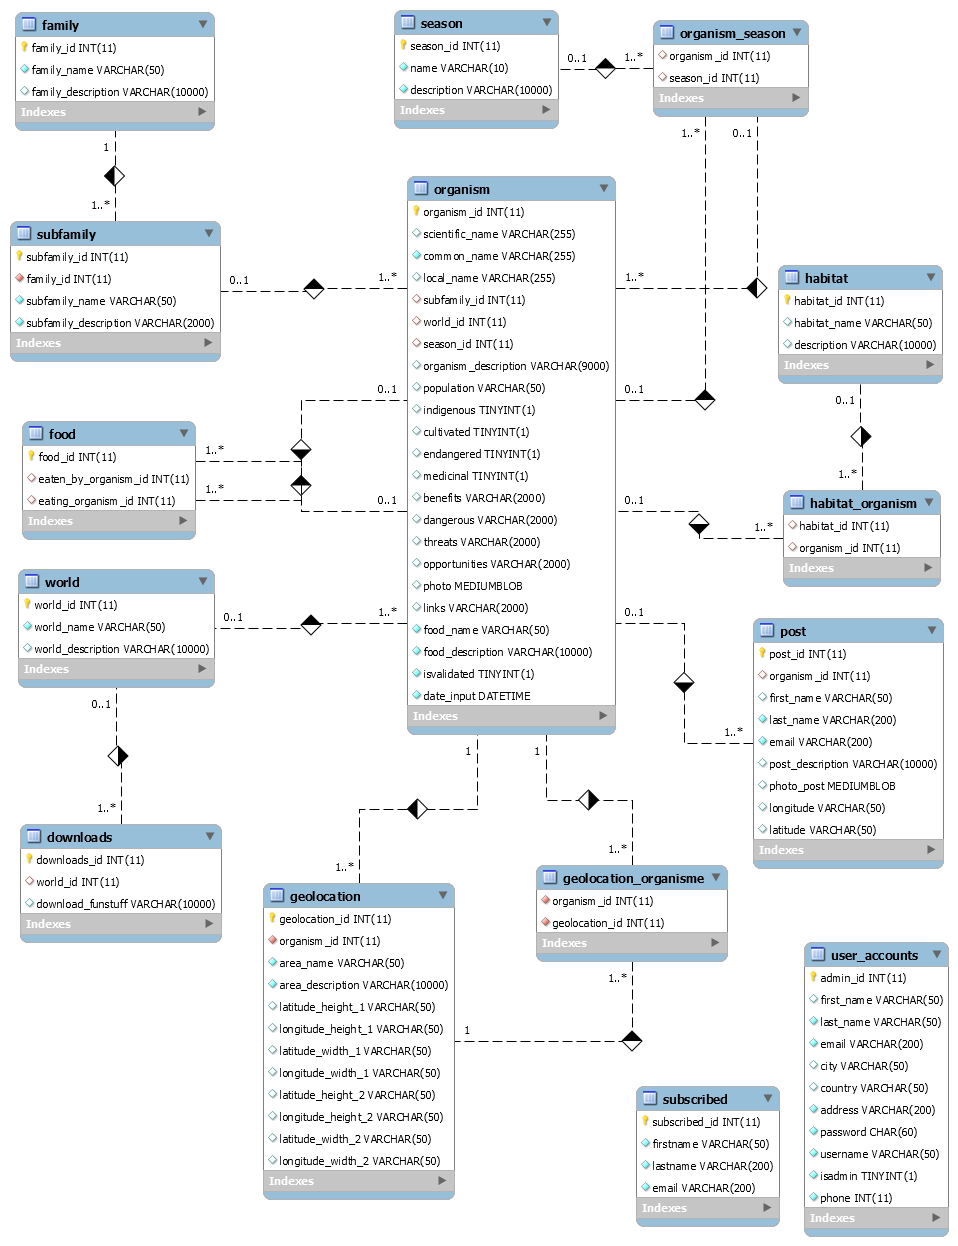 family
family_id INT(11)
family_name VARCHAR(50)
family_description VARCHAR(10000)
Indexes
1
1..*
season
season_id INT(11)
name VARCHAR(10)
description VARCHAR(10000)
Indexes
0..1
1..*
organism_season
organism_id INT(11)
season_id INT(11)
Indexes
1..*
0..1
subfamily
subfamily_id INT(11)
family_id INT(11)
subfamily_name VARCHAR(50)
subfamily_description VARCHAR(2000)
Indexes
0..1
1..*
organism
organism_id INT(11)
scientific_name VARCHAR(255)
common_name VARCHAR(255)
local_name VARCHAR(255)
subfamily_id INT(11)
world_id INT(11)
season_id INT(11)
organism_description VARCHAR(9000)
population VARCHAR(50)
indigenous TINYINT(1)
cultivated TINYINT(1)
endangered TINYINT(1)
medicinal TINYINT(1)
benefits VARCHAR(2000)
dangerous VARCHAR(2000)
threats VARCHAR(2000)
opportunities VARCHAR(2000)
photo MEDIUMBLOB
links VARCHAR(2000)
food_name VARCHAR(50)
food_description VARCHAR(10000)
isvalidated TINYINT(1)
date_input DATETIME
Indexes
1..*
0..1
0..1
0..1
habitat
habitat_id INT(11)
habitat_name VARCHAR(50)
description VARCHAR(10000)
Indexes
0..1
1..*
habitat_organism
habitat_id INT(11)
organism_id INT(11)
Indexes
1..*
food
food_id INT(11)
eaten_by_organism_id INT(11)
eating_organism_id INT(11)
Indexes
1..*
1..*
0..1
0..1
world
world_id INT(11)
world_name VARCHAR(50)
world_description VARCHAR(10000)
Indexes
0..1
1..*
0..1
1..*
downloads
downloads_id INT(11)
world_id INT(11)
download_funstuff VARCHAR(10000)
Indexes
post
post_id INT(11)
organism_id INT(11)
first_name VARCHAR(50)
last_name VARCHAR(200)
email VARCHAR(200)
post_description VARCHAR(10000)
photo_post MEDIUMBLOB
longitude VARCHAR(50)
latitude VARCHAR(50)
Indexes
1..*
1
1
1..*
1..*
geolocation
geolocation_id INT(11)
organism_id INT(11)
area_name VARCHAR(50)
area_description VARCHAR(10000)
latitude_height_1 VARCHAR(50)
longitude_height_1 VARCHAR(50)
latitude_width_1 VARCHAR(50)
longitude_width_1 VARCHAR(50)
latitude_height_2 VARCHAR(50)
longitude_height_2 VARCHAR(50)
latitude_width_2 VARCHAR(50)
longitude_width_2 VARCHAR(50)
Indexes
geolocation_organisme
organism_id INT(11)
geolocation_id INT(11)
Indexes
1..*
1
subscribed
subscribed_id INT(11)
firstname VARCHAR(50)
lastname VARCHAR(200)
email VARCHAR(200)
Indexes
user_accounts
admin_id INT(11)
first_name VARCHAR(50)
last_name VARCHAR(50)
email VARCHAR(200)
city VARCHAR(50)
country VARCHAR(50)
address VARCHAR(200)
password CHAR(60)
username VARCHAR(50)
isadmin TINYINT(1)
phone INT(11)
Indexes